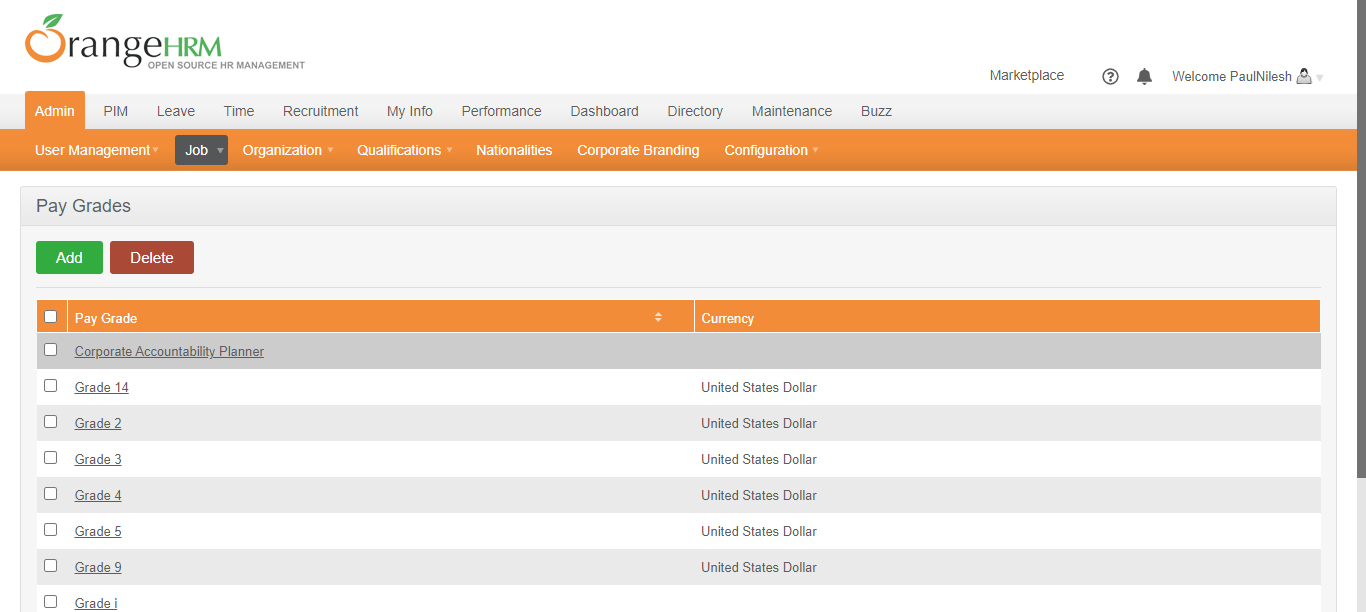 OrangeHRM
OPEN SOURCE HR MANAGEMENT
Marketplace ? Welcome PaulNilesh
Admin PIM Leave Time Recruitment My Info Performance Dashboard Directory Maintenance Buzz
User Management Job Organization Qualifications Nationalities Corporate Branding Configuration
Pay Grades
Add Delete
Pay Grade Currency
Corporate Accountability Planner
Grade 14 United States Dollar
Grade 2 United States Dollar
Grade 3 United States Dollar
Grade 4 United States Dollar
Grade 5 United States Dollar
Grade 9 United States Dollar
Grade i